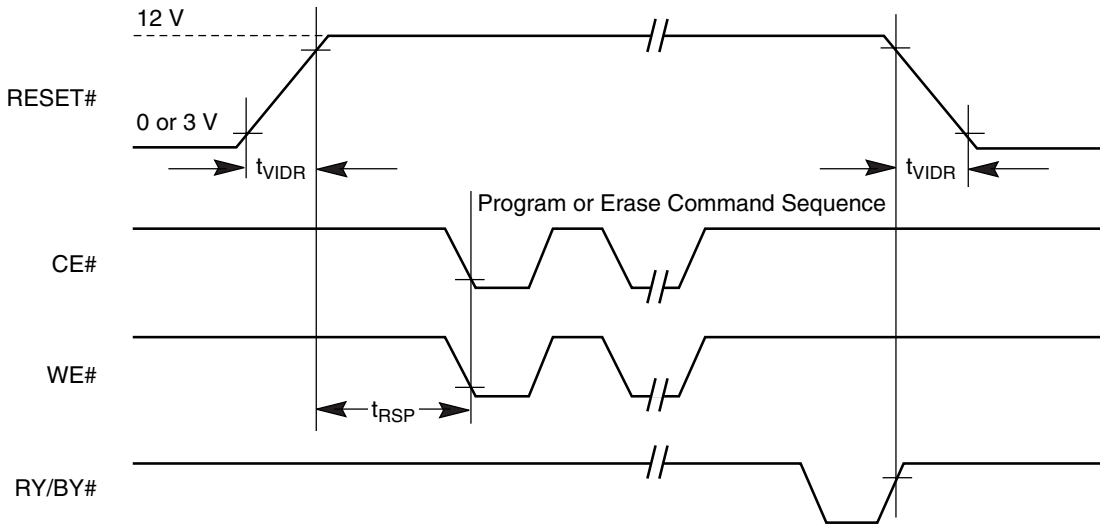 12 V
RESET#
0 or 3 V
tVIDR
tVIDR
Program or Erase Command Sequence
CE#
WE#
tRSP
RY/BY#